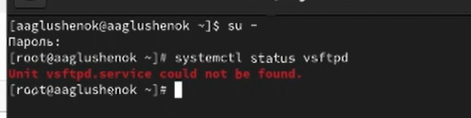 [aaglushenok@aaglushenok ~]$ su -
Пароль:
[root@aaglushenok ~]# systemctl status vsftpd
Unit vsftpd.service could not be found.
[root@aaglushenok ~]#